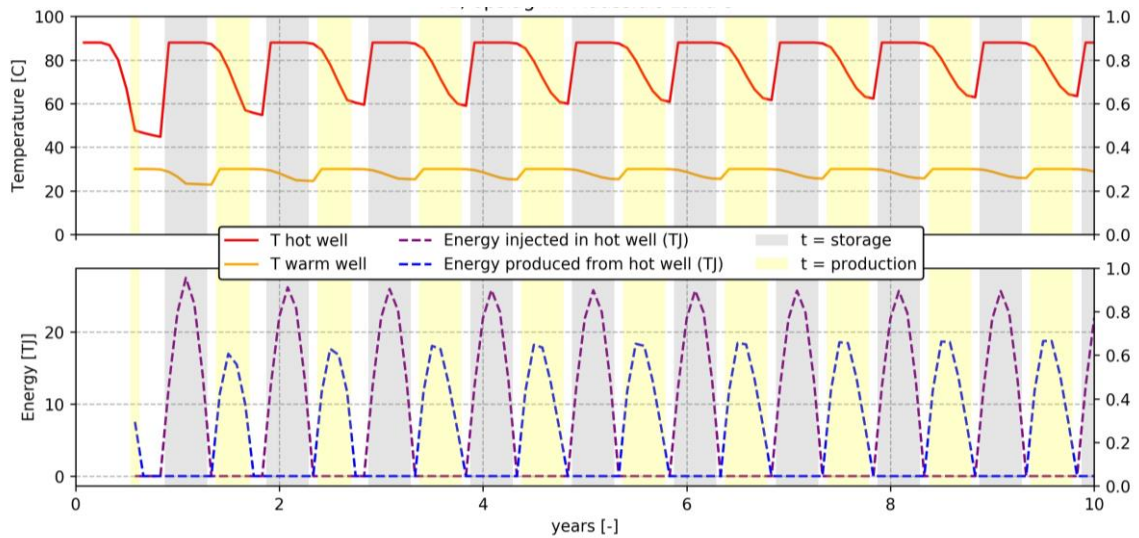 100
80
60
40
20
0
Temperature [C]
1.0
0.8
0.6
0.4
0.2
0.0
T hot well
T warm well
Energy injected in hot well (TJ)
Energy produced from hot well (TJ)
t = storage
t = production
20
10
0
Energy [TJ]
1.0
0.8
0.6
0.4
0.2
0.0
0 2 4 6 8 10
years [-]